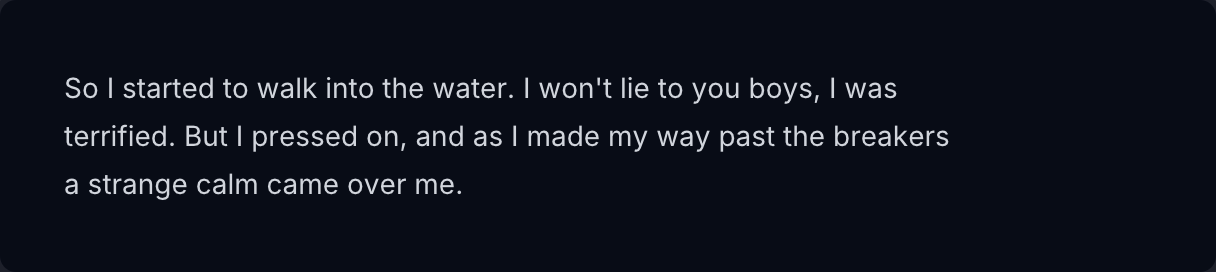 So I started to walk into the water. I won't lie to you boys, I was
terrified. But I pressed on, and as I made my way past the breakers
a strange calm came over me.